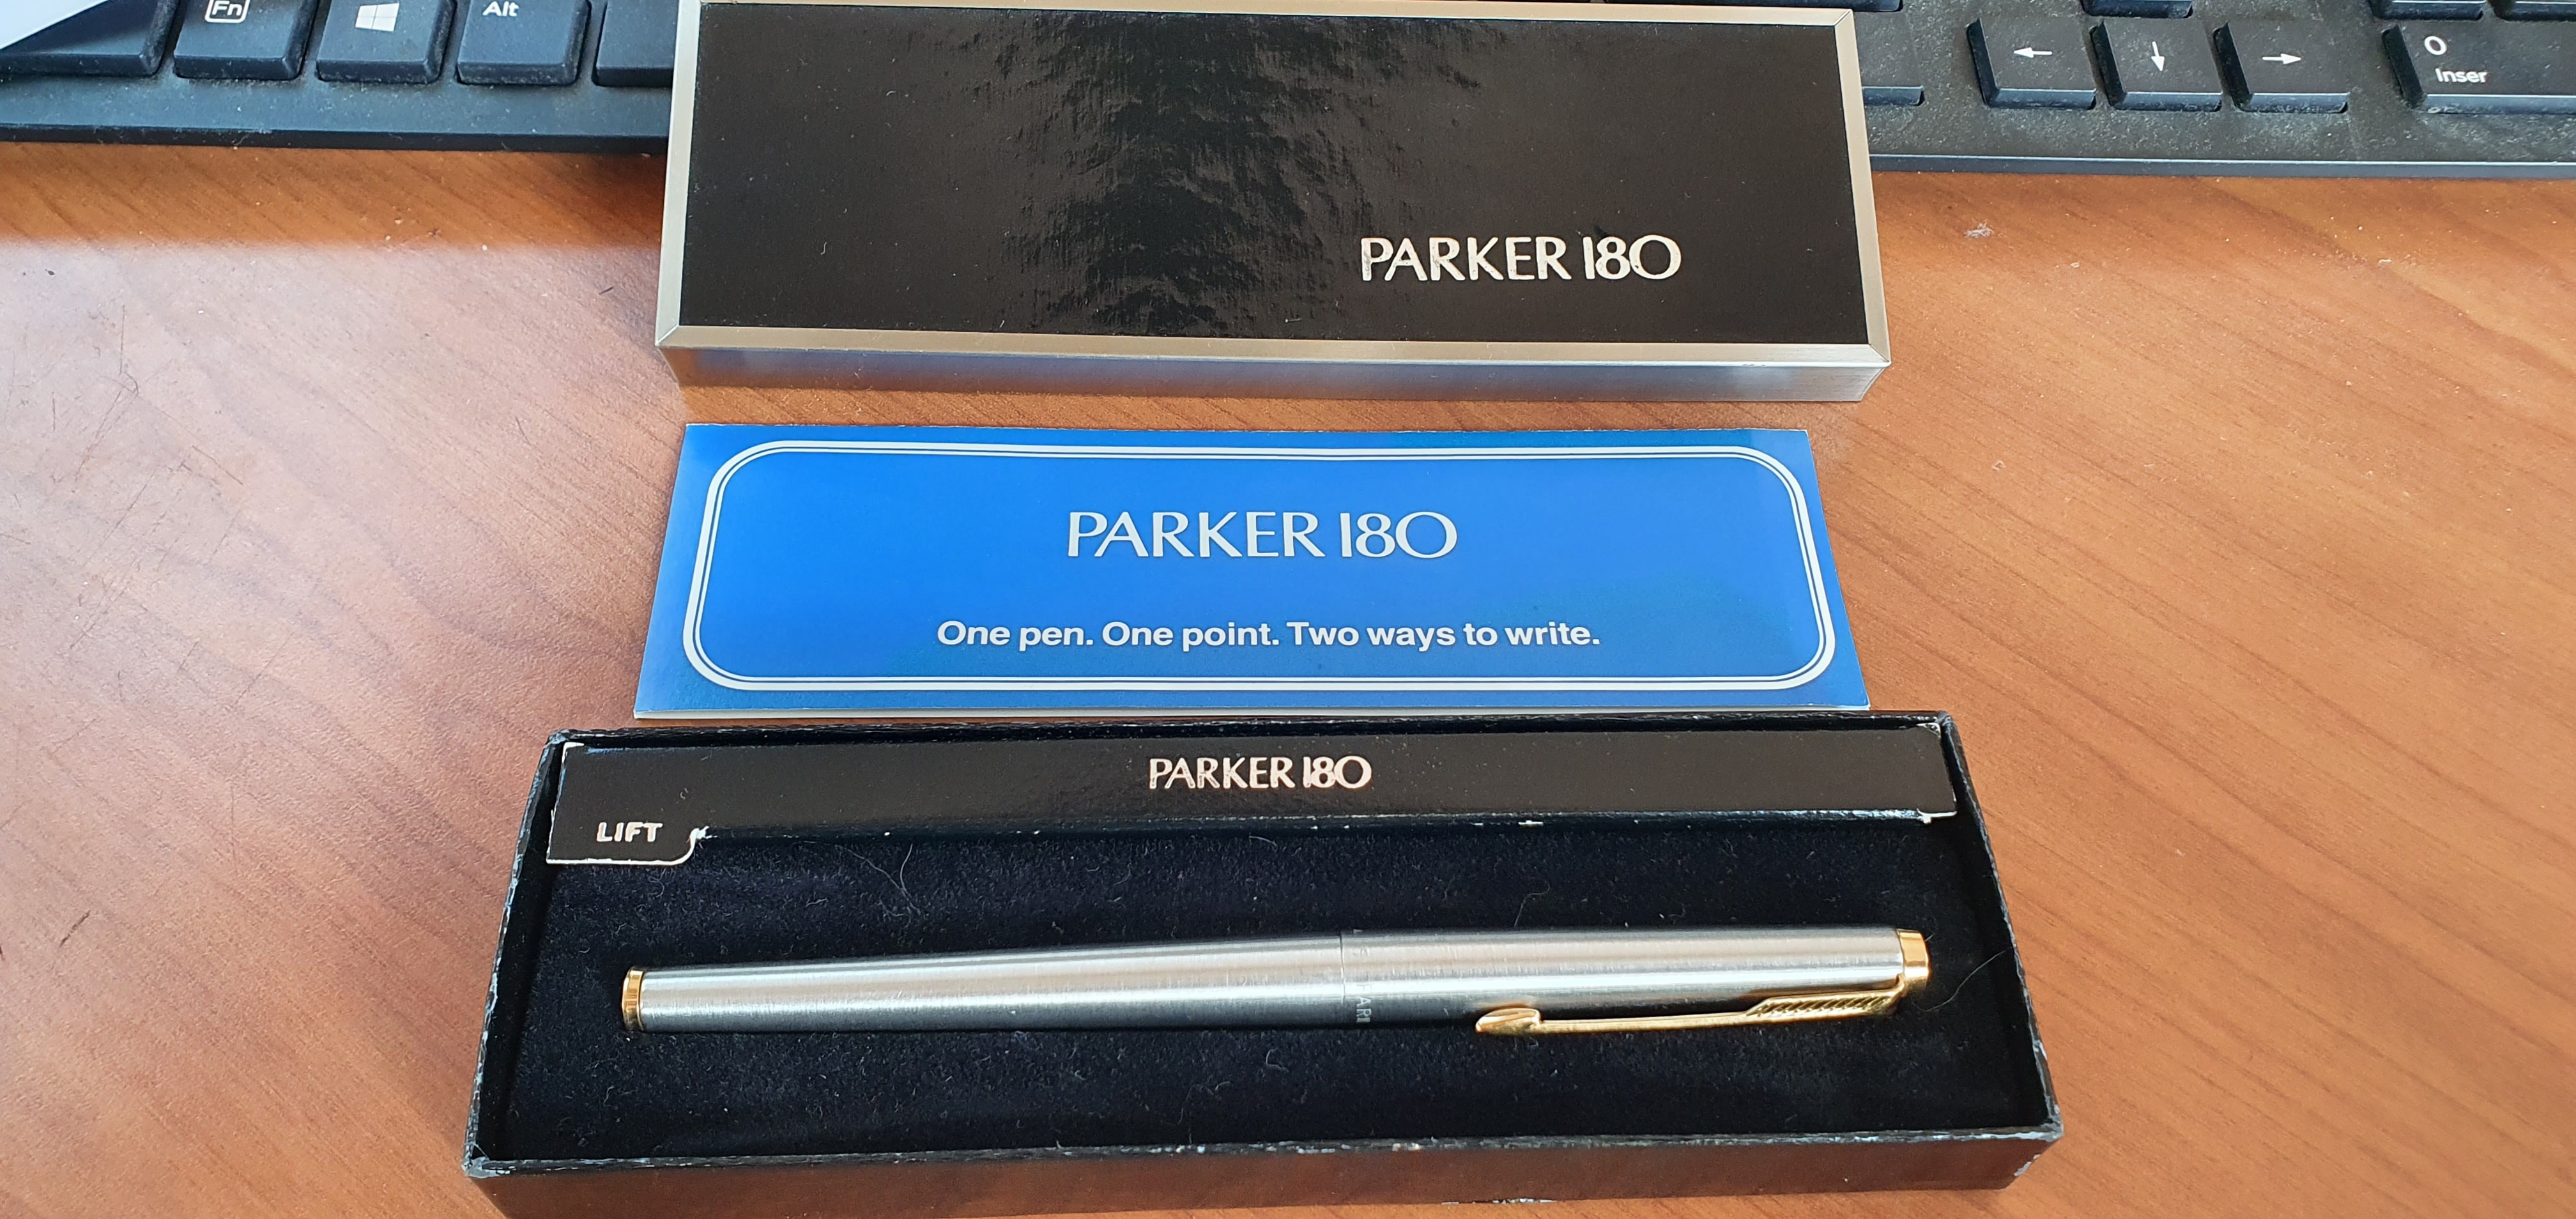 Fn
Alt
←
↓
→
O
Inser
PARKER 180
PARKER 180
One pen. One point. Two ways to write.
PARKER 180
LIFT